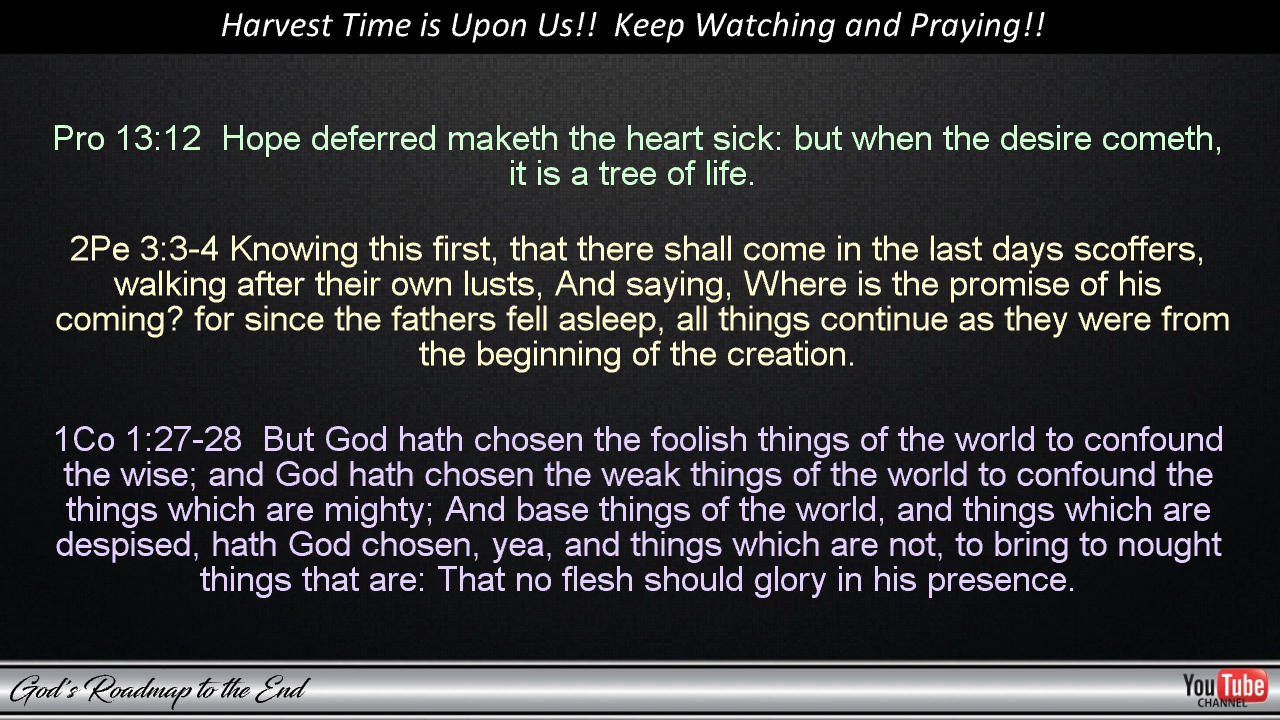 Harvest Time is Upon Us!!  Keep Watching and Praying!!
Pro 13:12  Hope deferred maketh the heart sick: but when the desire cometh,
it is a tree of life.
2Pe 3:3-4 Knowing this first, that there shall come in the last days scoffers,
walking after their own lusts, And saying, Where is the promise of his
coming? for since the fathers fell asleep, all things continue as they were from
the beginning of the creation.
1Co 1:27-28  But God hath chosen the foolish things of the world to confound
the wise; and God hath chosen the weak things of the world to confound the
things which are mighty; And base things of the world, and things which are
despised, hath God chosen, yea, and things which are not, to bring to nought
things that are: That no flesh should glory in his presence.
God's Roadmap to the End
YouTube
CHANNEL